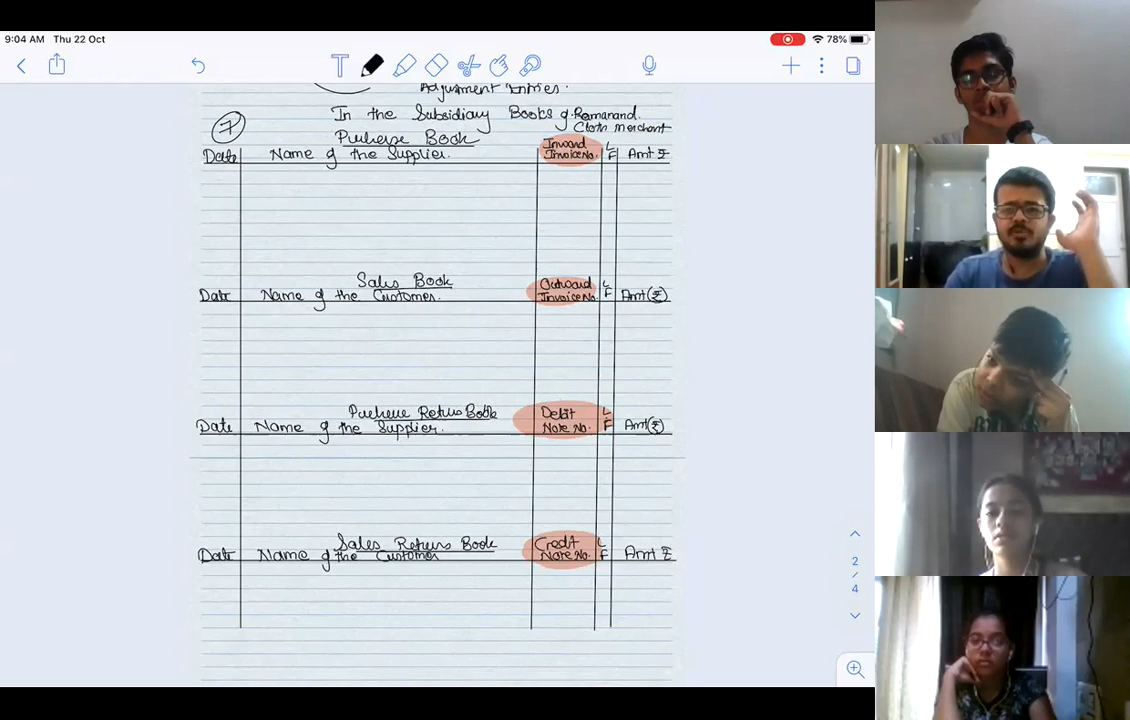 9:04 AM Thu 22 Oct
78%
T
Adjusment Entries.
7
In the Subsidiary Books of Ramanand.
Cloth merchant
Purchase Book
Date Name of the Supplier. Inward Invoice No. L F Amt ₹
Sales Book
Date Name of the Customer. Outward Invoice No. L F Amt (₹)
Purchase Return Book
Date Name of the Supplier. Debit Note No. L F Amt (₹)
Sales Return Book
Date Name of the Customer Credit Note No. L F Amt ₹
2
/
4